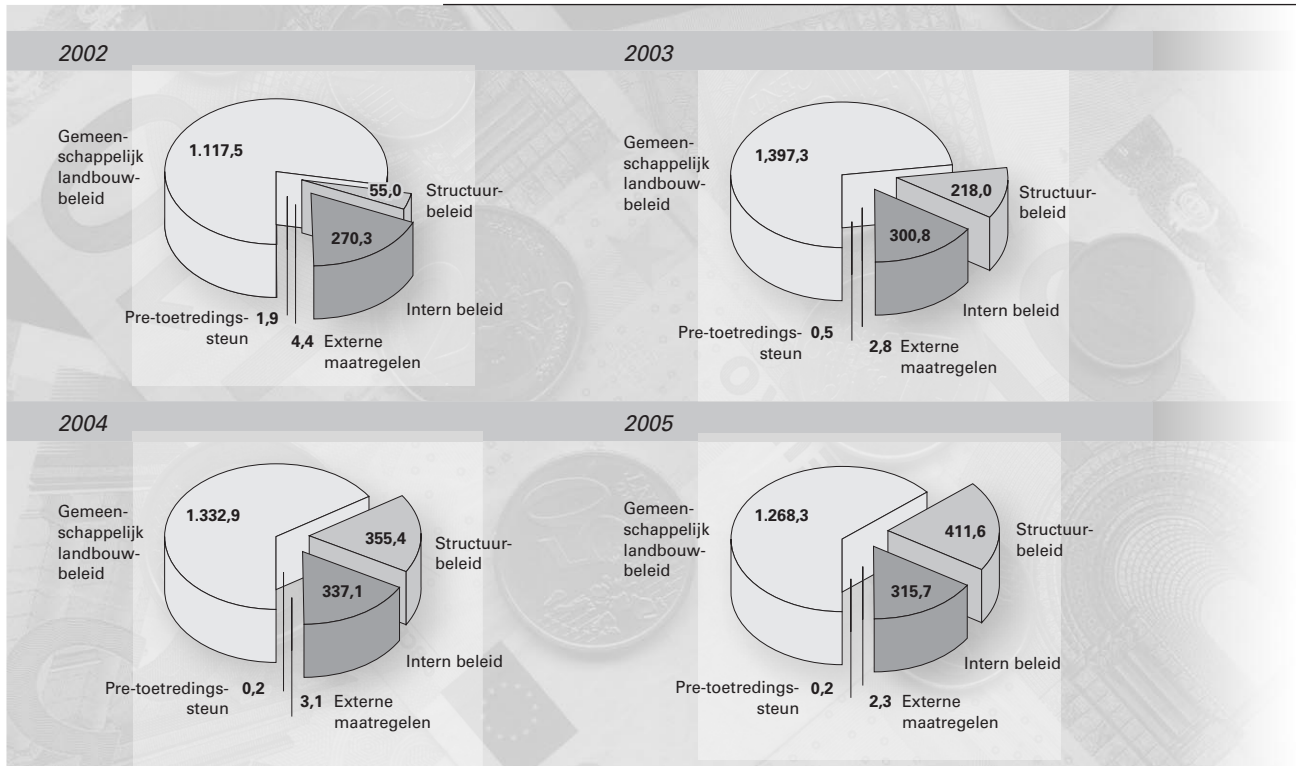 2002
Gemeen-
schappelijk
landbouw-
beleid
1.117,5
55,0
Structuur-
beleid
270,3
Intern beleid
Pre-toetredings-
steun
1,9
4,4 Externe
maatregelen
2003
Gemeen-
schappelijk
landbouw-
beleid
1,397,3
218,0
Structuur-
beleid
300,8
Intern beleid
Pre-toetredings-
steun
0,5
2,8 Externe
maatregelen
2004
Gemeen-
schappelijk
landbouw-
beleid
1.332,9
355,4
Structuur-
beleid
337,1
Intern beleid
Pre-toetredings-
steun
0,2
3,1 Externe
maatregelen
2005
Gemeen-
schappelijk
landbouw-
beleid
1.268,3
411,6
Structuur-
beleid
315,7
Intern beleid
Pre-toetredings-
steun
0,2
2,3 Externe
maatregelen